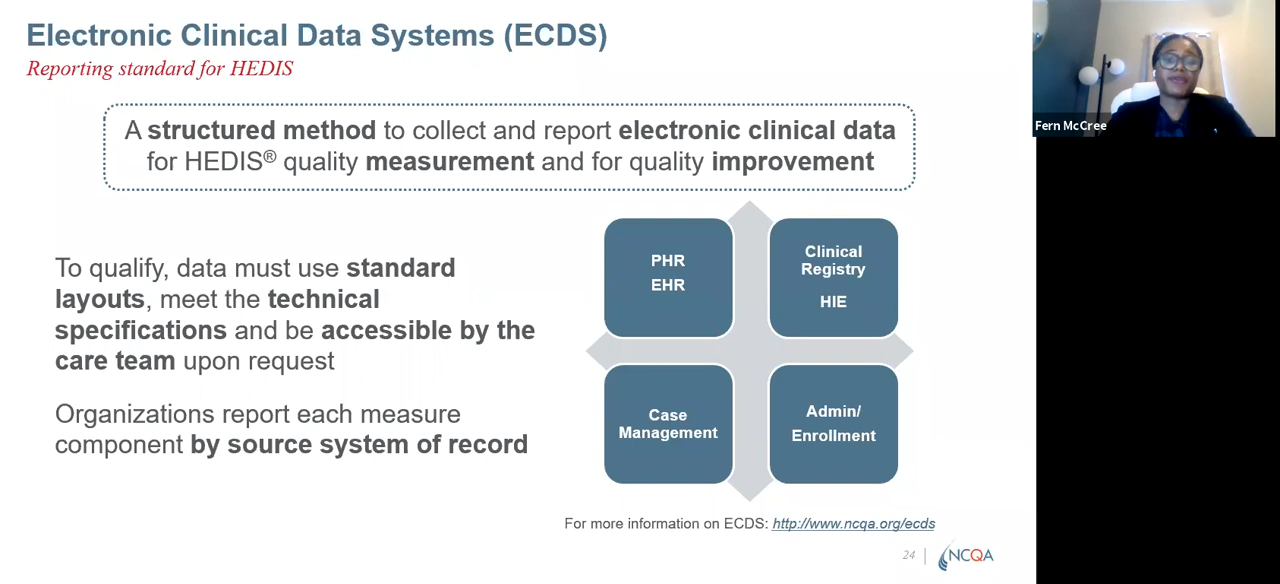 Electronic Clinical Data Systems (ECDS)
Reporting standard for HEDIS
A structured method to collect and report electronic clinical data
for HEDIS® quality measurement and for quality improvement
To qualify, data must use standard
layouts, meet the technical
specifications and be accessible by the
care team upon request
Organizations report each measure
component by source system of record
PHR
EHR
Clinical
Registry
HIE
Case
Management
Admin/
Enrollment
For more information on ECDS: http://www.ncqa.org/ecds
24
NCQA
Fern McCree